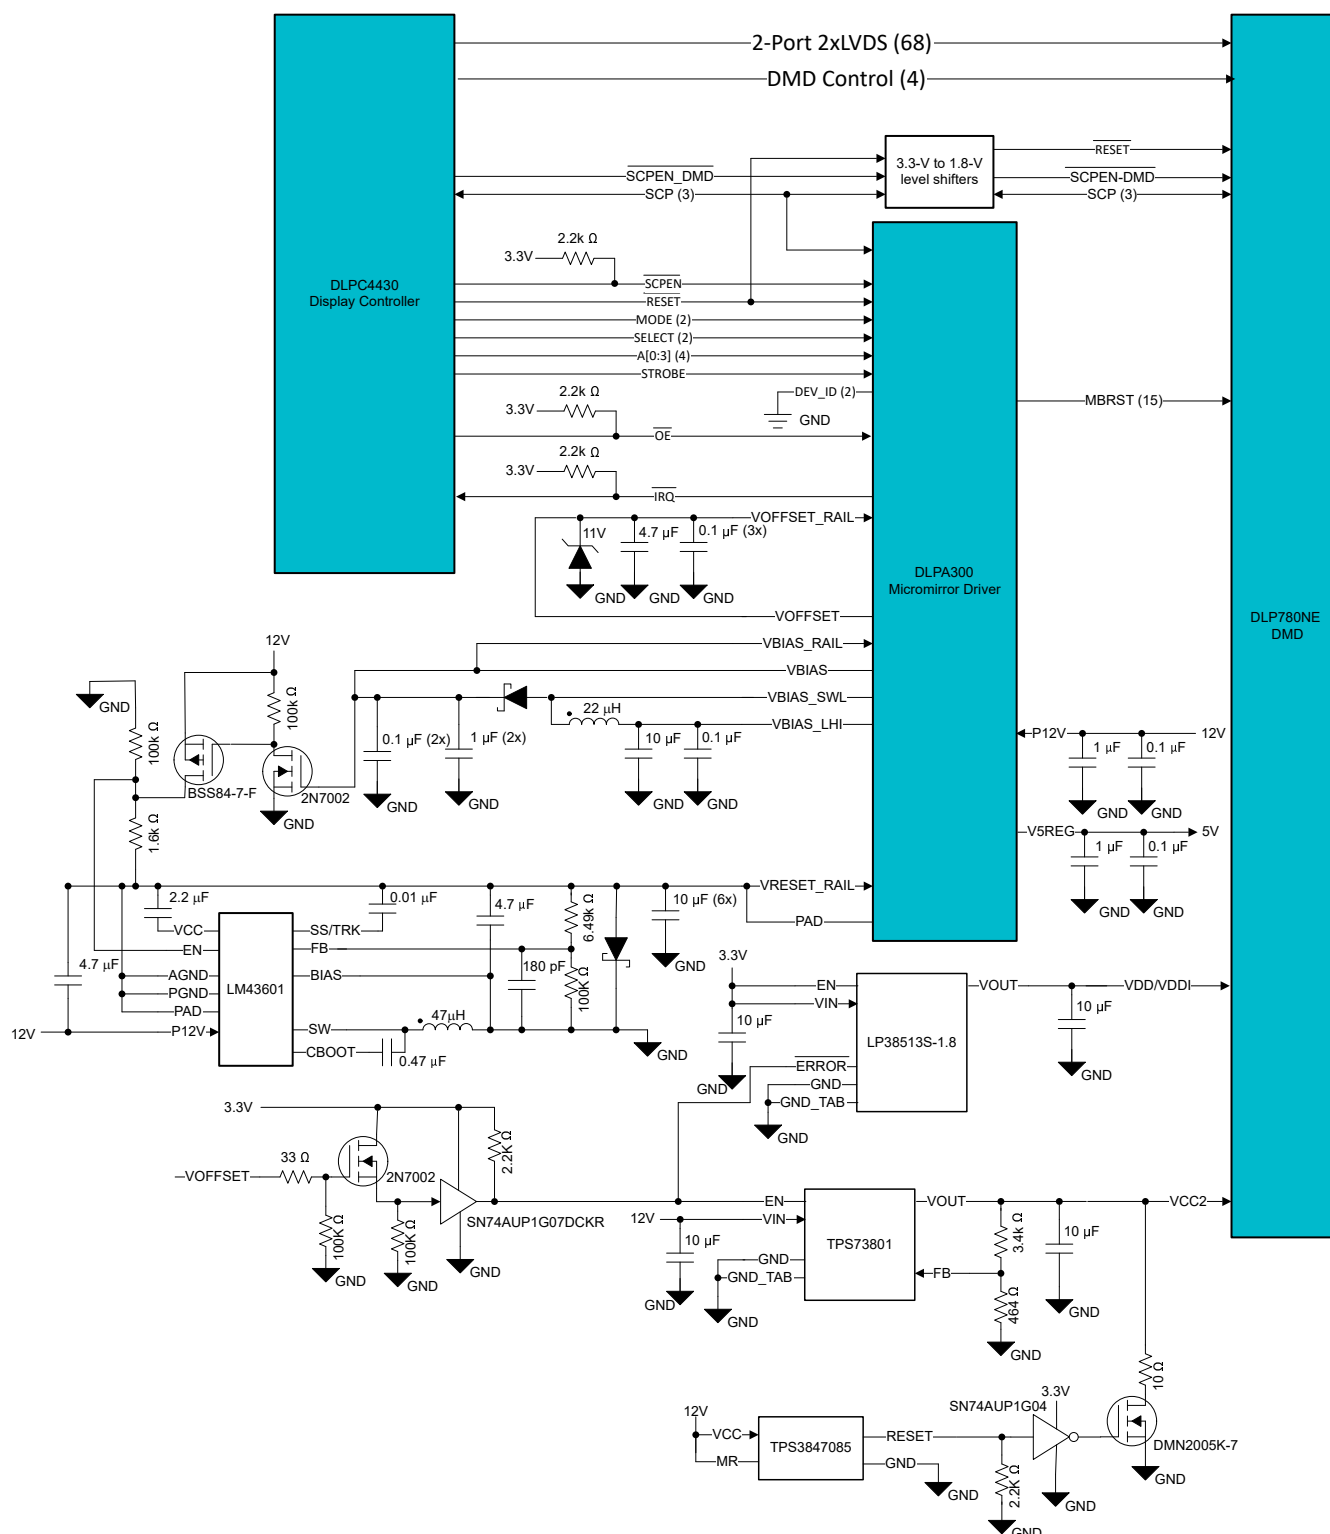 2-Port 2xLVDS (68)
DMD Control (4)
3.3-V to 1.8-V
level shifters
RESET
SCPEN_DMD
SCPEN-DMD
SCP (3)
SCP (3)
2.2k Ω
3.3V
DLPC4430
Display Controller
SCPEN
RESET
MODE (2)
SELECT (2)
A[0:3] (4)
STROBE
DEV_ID (2)
GND
2.2k Ω
3.3V
OE
MBRST (15)
2.2k Ω
3.3V
IRQ
VOFFSET_RAIL
11V
4.7 µF
0.1 µF (3x)
GND
GND
GND
DLPA300
Micromirror Driver
VOFFSET
DLP780NE
DMD
12V
VBIAS_RAIL
VBIAS
VBIAS_SWL
VBIAS_LHI
22 µH
GND
100k Ω
100k Ω
0.1 µF (2x)
1 µF (2x)
10 µF
0.1 µF
GND
GND
GND
GND
BSS84-7-F
2N7002
GND
P12V
12V
1 µF
0.1 µF
GND
GND
V5REG
5V
1 µF
0.1 µF
GND
GND
1.6k Ω
2.2 µF
0.01 µF
4.7 µF
6.49k Ω
10 µF (6x)
VRESET_RAIL
PAD
VCC
SS/TRK
EN
FB
4.7 µF
AGND
BIAS
180 pF
100K Ω
GND
PGND
LM43601
PAD
12V
P12V
SW
47µH
CBOOT
0.47 µF
GND
3.3V
EN
VIN
VOUT
VDD/VDDI
10 µF
10 µF
LP38513S-1.8
ERROR
GND
GND
GND_TAB
GND
GND
3.3V
33 Ω
VOFFSET
2N7002
2.2K Ω
100K Ω
100K Ω
SN74AUP1G07DCKR
GND
GND
GND
EN
VOUT
VCC2
12V
VIN
10 µF
GND
GND_TAB
TPS73801
3.4k Ω
10 µF
FB
464 Ω
GND
GND
GND
GND
10 Ω
3.3V
SN74AUP1G04
12V
VCC
MR
TPS3847085
RESET
GND
GND
2.2K Ω
DMN2005K-7
GND
GND
GND